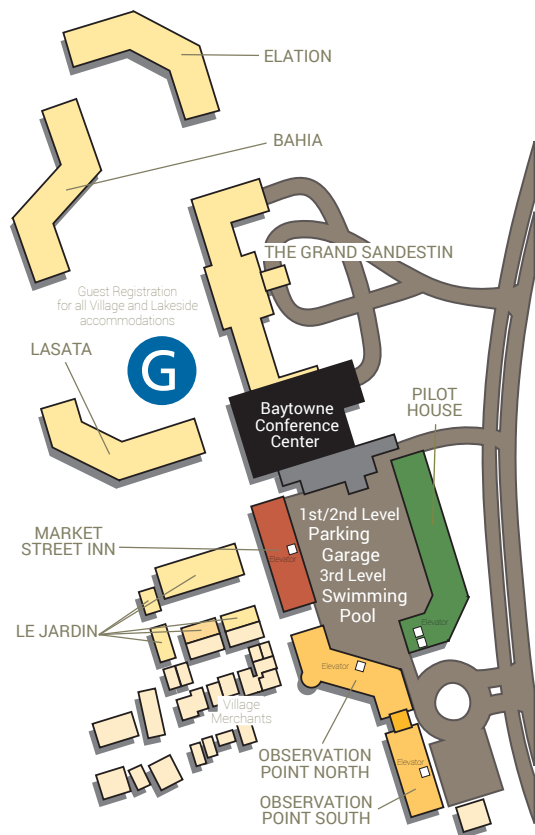 ELATION
BAHIA
THE GRAND SANDESTIN
Guest Registration
for all Village and Lakeside
accommodations
G
LASATA
Baytowne
Conference
Center
PILOT
HOUSE
1st/2nd Level
Parking
Garage
3rd Level
Swimming
Pool
MARKET
STREET INN
Elevator
LE JARDIN
Elevator
Elevator
Village
Merchants
OBSERVATION
POINT NORTH
Elevator
OBSERVATION
POINT SOUTH